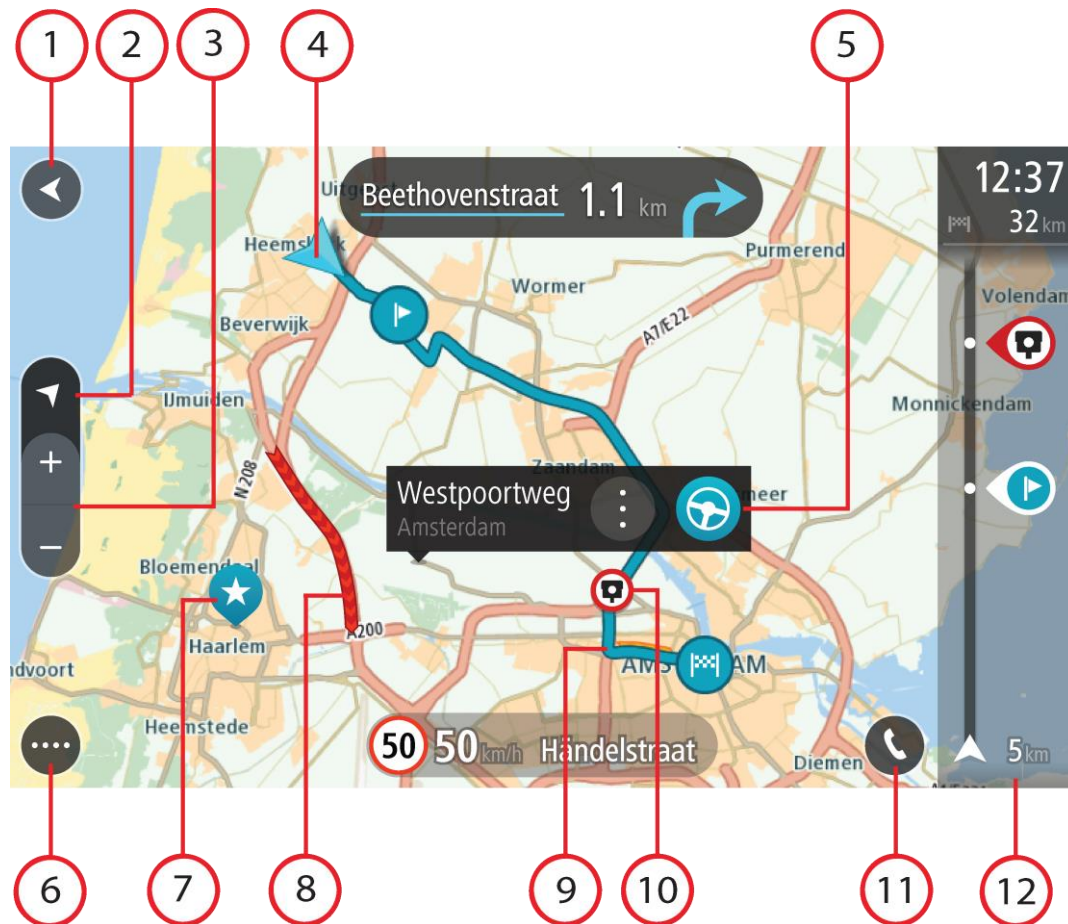 1 2 3 4 5
Beethovenstraat 1.1 km
12:37
32 km
Purmerend
Wormer
Volendam
Beverwijk
A7/E22
IJmuiden
Monnickendam
+
N208
Zaandam
Westpoortweg
Amsterdam
−
Bloemendaal
A200
Haarlem
Heemstede
50 50 km/h Händelstraat
Diemen
5 km
6 7 8 9 10 11 12